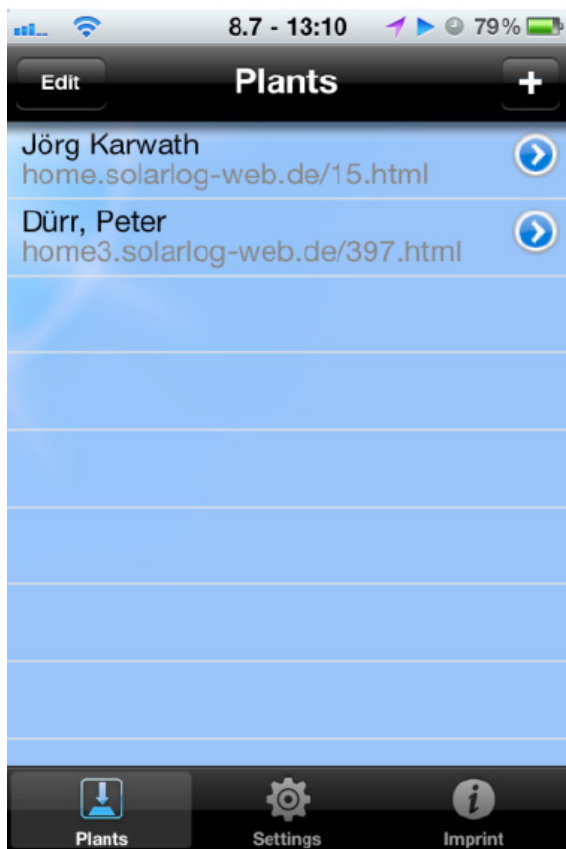 8.7 - 13:10 79%
Edit Plants +
Jörg Karwath
home.solarlog-web.de/15.html
Dürr, Peter
home3.solarlog-web.de/397.html
Plants Settings Imprint